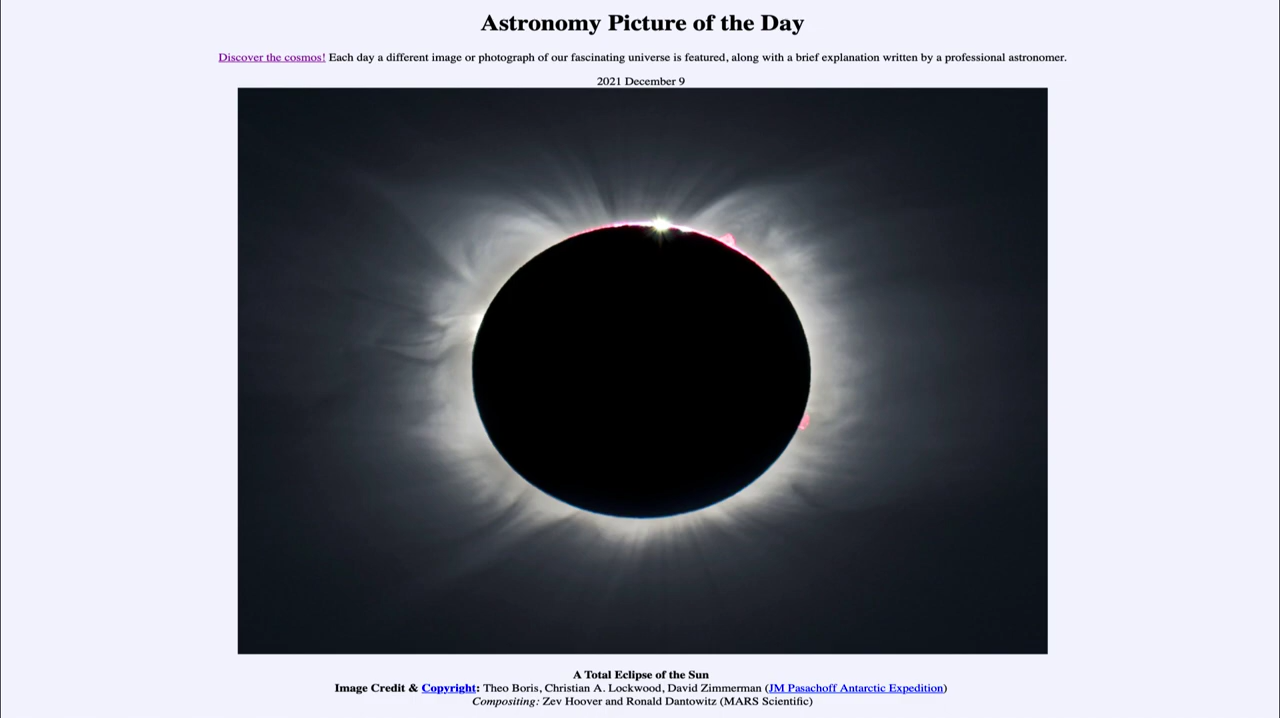 Astronomy Picture of the Day
Discover the cosmos! Each day a different image or photograph of our fascinating universe is featured, along with a brief explanation written by a professional astronomer.
2021 December 9
A Total Eclipse of the Sun
Image Credit & Copyright: Theo Boris, Christian A. Lockwood, David Zimmerman (JM Pasachoff Antarctic Expedition)
Compositing: Zev Hoover and Ronald Dantowitz (MARS Scientific)